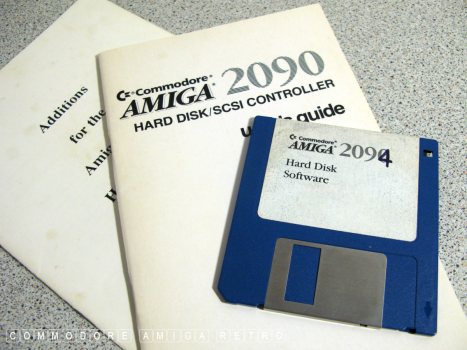 Additions
for the
Commodore®
AMIGA® 2090
HARD DISK/SCSI CONTROLLER
guide
Commodore®
AMIGA® 2094
Hard Disk
Software
COMMODORE AMIGA RETRO